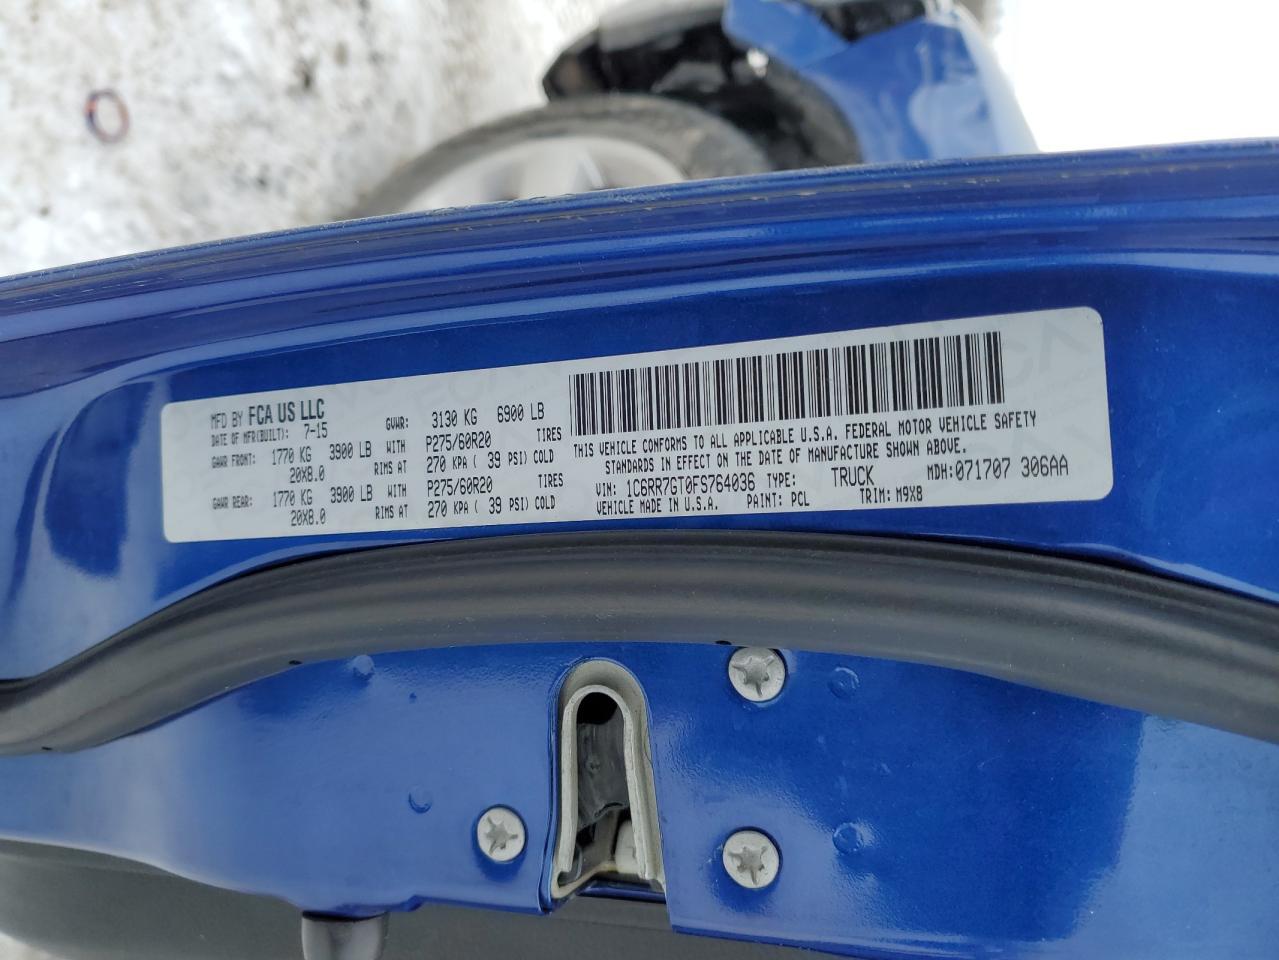 MFD BY FCA US LLC
DATE OF MFR(BUILT): 7-15 GVWR: 3130 KG 6900 LB
GAWR FRONT: 1770 KG 3900 LB WITH P275/60R20 TIRES
20X8.0 RIMS AT 270 KPA ( 39 PSI) COLD
GAWR REAR: 1770 KG 3900 LB WITH P275/60R20 TIRES
20X8.0 RIMS AT 270 KPA ( 39 PSI) COLD
THIS VEHICLE CONFORMS TO ALL APPLICABLE U.S.A. FEDERAL MOTOR VEHICLE SAFETY
STANDARDS IN EFFECT ON THE DATE OF MANUFACTURE SHOWN ABOVE.
VIN: 1C6RR7GT0FS764036 TYPE: TRUCK MDH:071707 306AA
VEHICLE MADE IN U.S.A. PAINT: PCL TRIM: M9X8